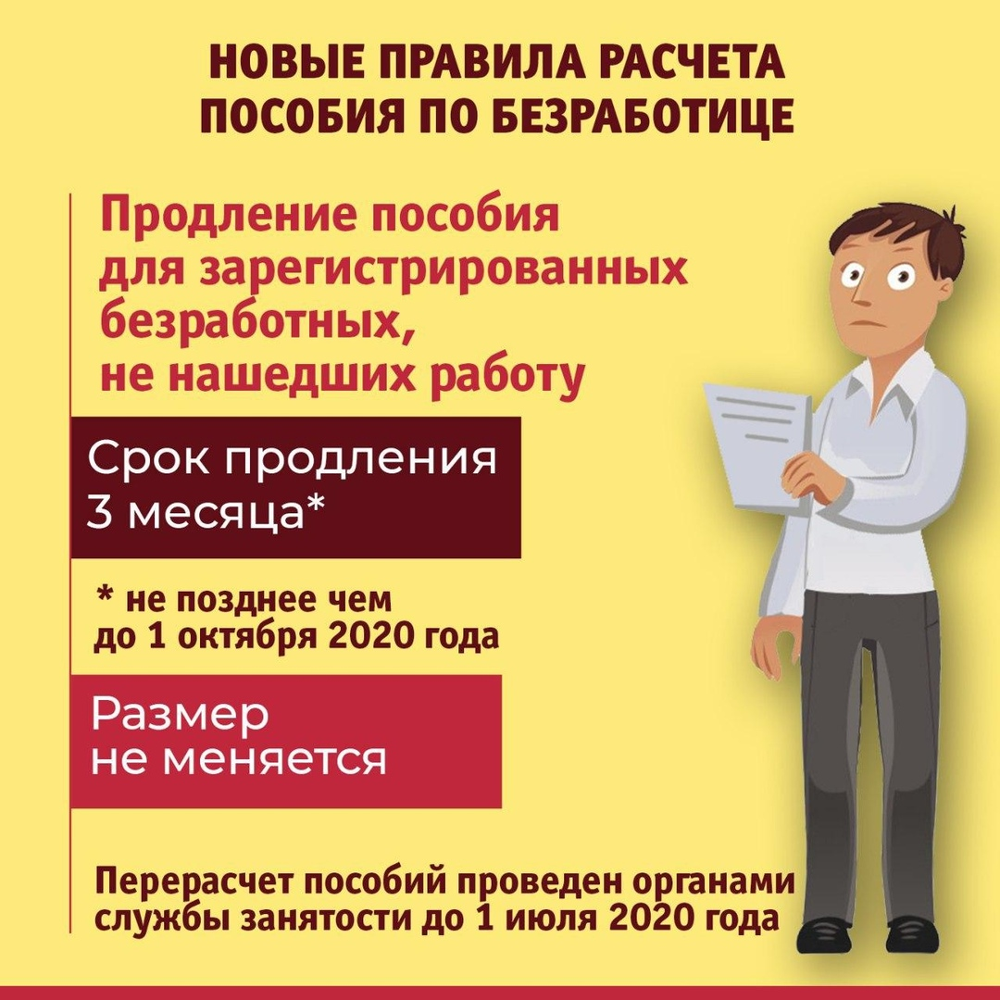 НОВЫЕ ПРАВИЛА РАСЧЕТА
ПОСОБИЯ ПО БЕЗРАБОТИЦЕ
Продление пособия
для зарегистрированных
безработных,
не нашедших работу
Срок продления
3 месяца*
* не позднее чем
до 1 октября 2020 года
Размер
не меняется
Перерасчет пособий проведен органами
службы занятости до 1 июля 2020 года